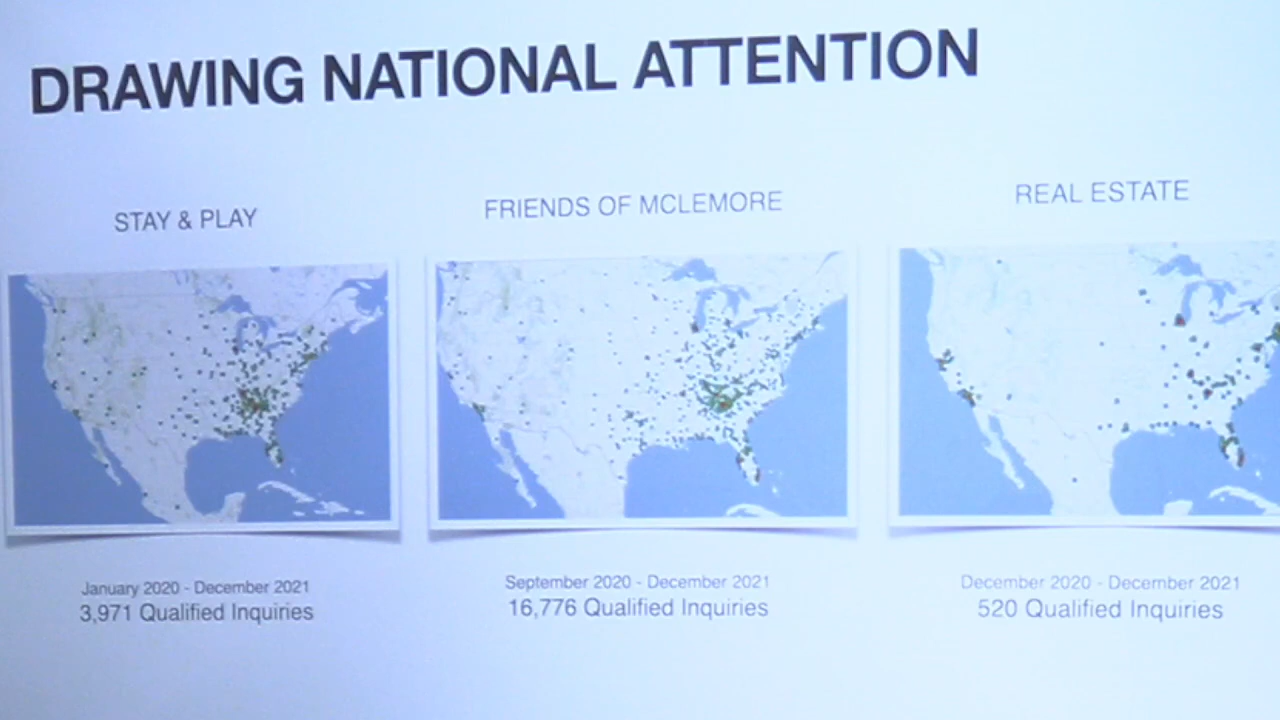 DRAWING NATIONAL ATTENTION
STAY & PLAY
FRIENDS OF MCLEMORE
REAL ESTATE
January 2020 - December 2021
3,971 Qualified Inquiries
September 2020 - December 2021
16,776 Qualified Inquiries
December 2020 - December 2021
520 Qualified Inquiries